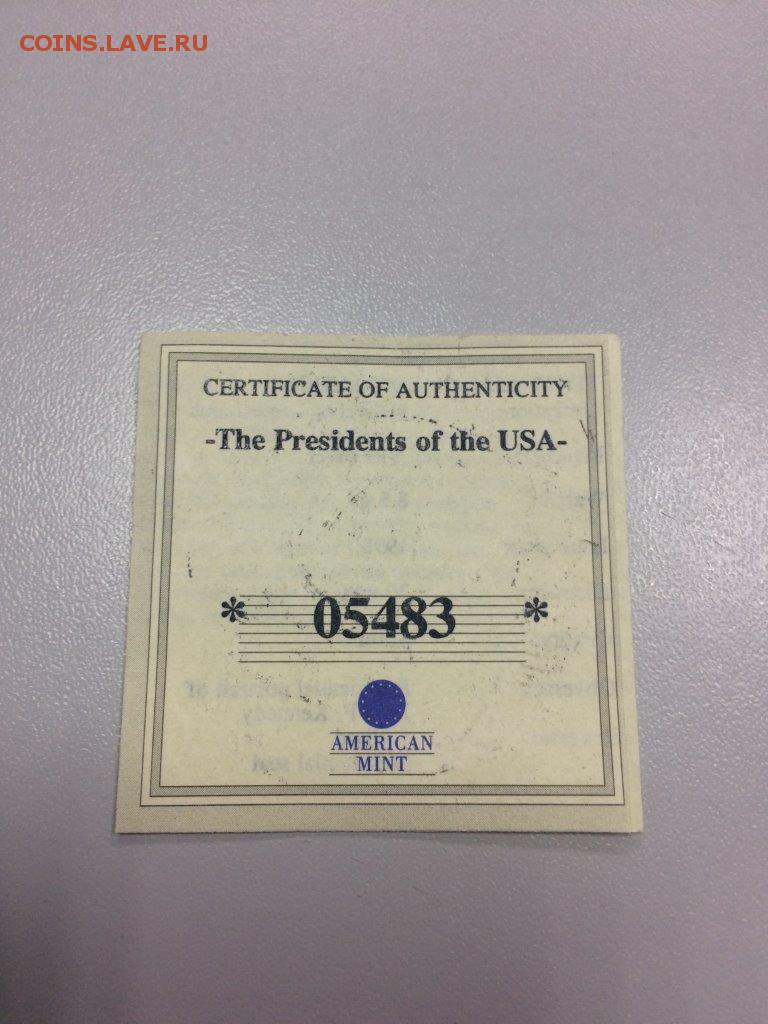 COINS.LAVE.RU
CERTIFICATE OF AUTHENTICITY
-The Presidents of the USA-
* 05483 *
AMERICAN
MINT